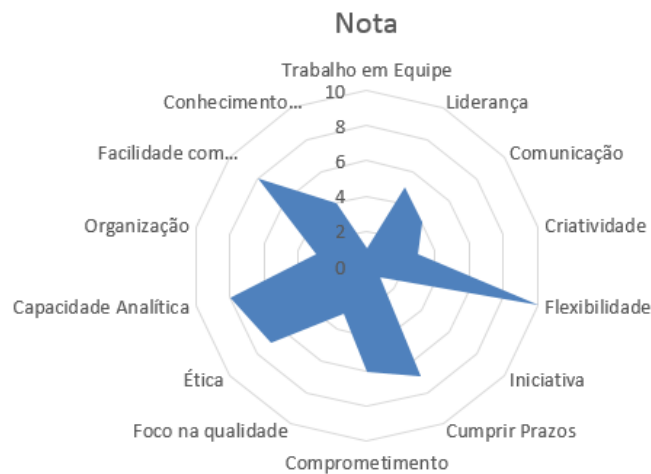 Nota
Trabalho em Equipe
10
Conhecimento...
Liderança
8
Facilidade com...
Comunicação
6
4
Organização
Criatividade
2
0
Capacidade Analítica
Flexibilidade
Ética
Iniciativa
Foco na qualidade
Cumprir Prazos
Comprometimento